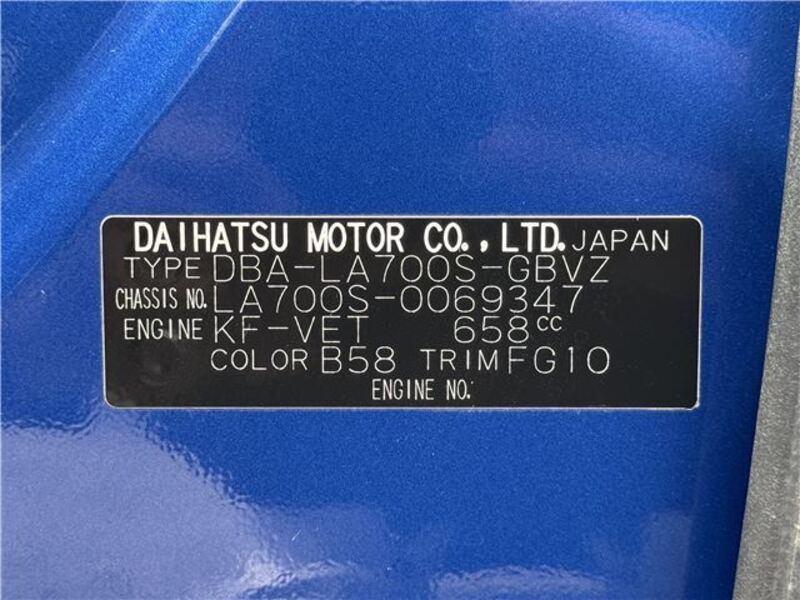 DAIHATSU MOTOR CO., LTD. JAPAN
TYPE DBA-LA700S-GBVZ
CHASSIS NO. LA700S-0069347
ENGINE KF-VET 658cc
COLOR B58 TRIM FG10
ENGINE NO.